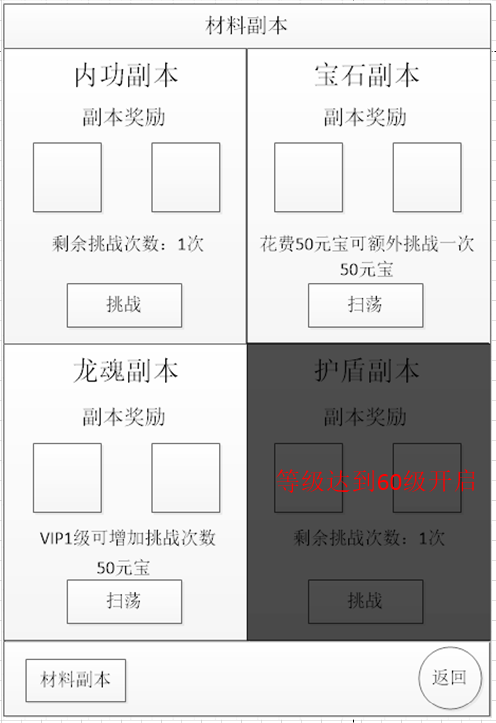 材料副本
内功副本
副本奖励
剩余挑战次数：1次
挑战
宝石副本
副本奖励
花费50元宝可额外挑战一次
50元宝
扫荡
龙魂副本
副本奖励
VIP1级可增加挑战次数
50元宝
扫荡
护盾副本
副本奖励
等级达到60级开启
剩余挑战次数：1次
挑战
材料副本
返回